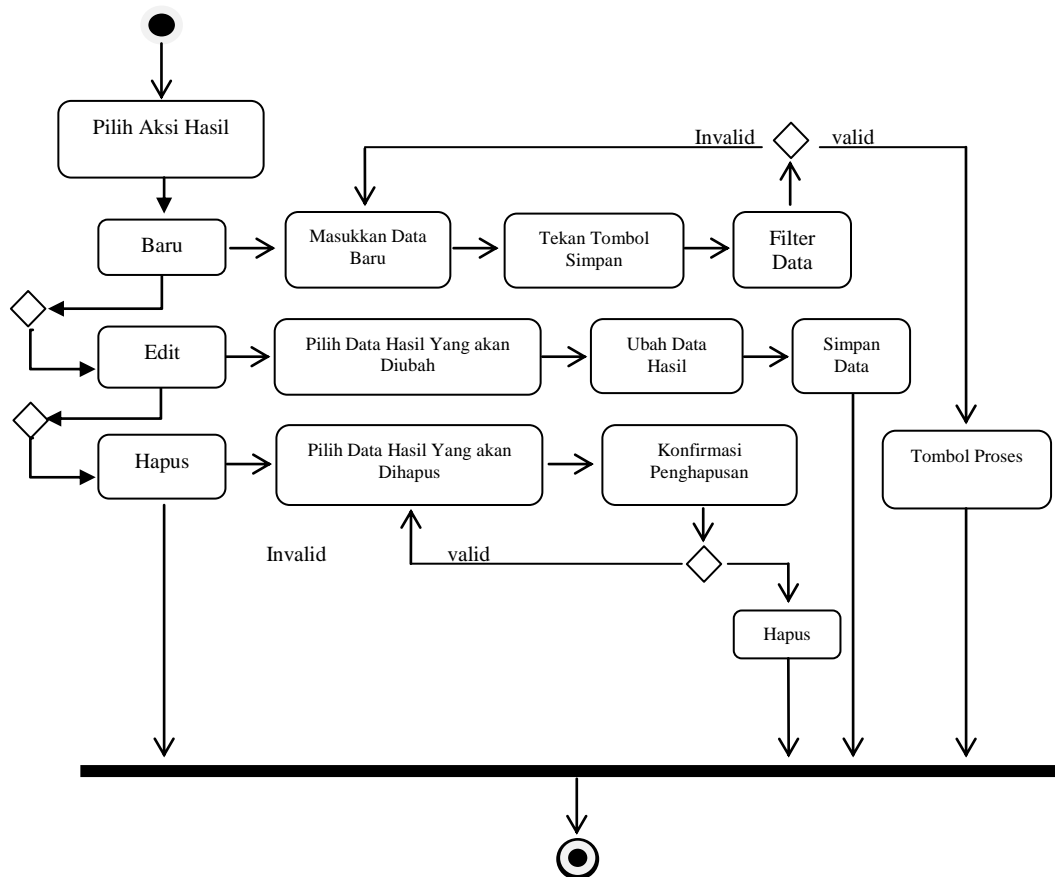 Pilih Aksi Hasil
Invalid
valid
Baru
Masukkan Data
Baru
Tekan Tombol
Simpan
Filter
Data
Edit
Pilih Data Hasil Yang akan
Diubah
Ubah Data
Hasil
Simpan
Data
Hapus
Pilih Data Hasil Yang akan
Dihapus
Konfirmasi
Penghapusan
Tombol Proses
Invalid
valid
Hapus